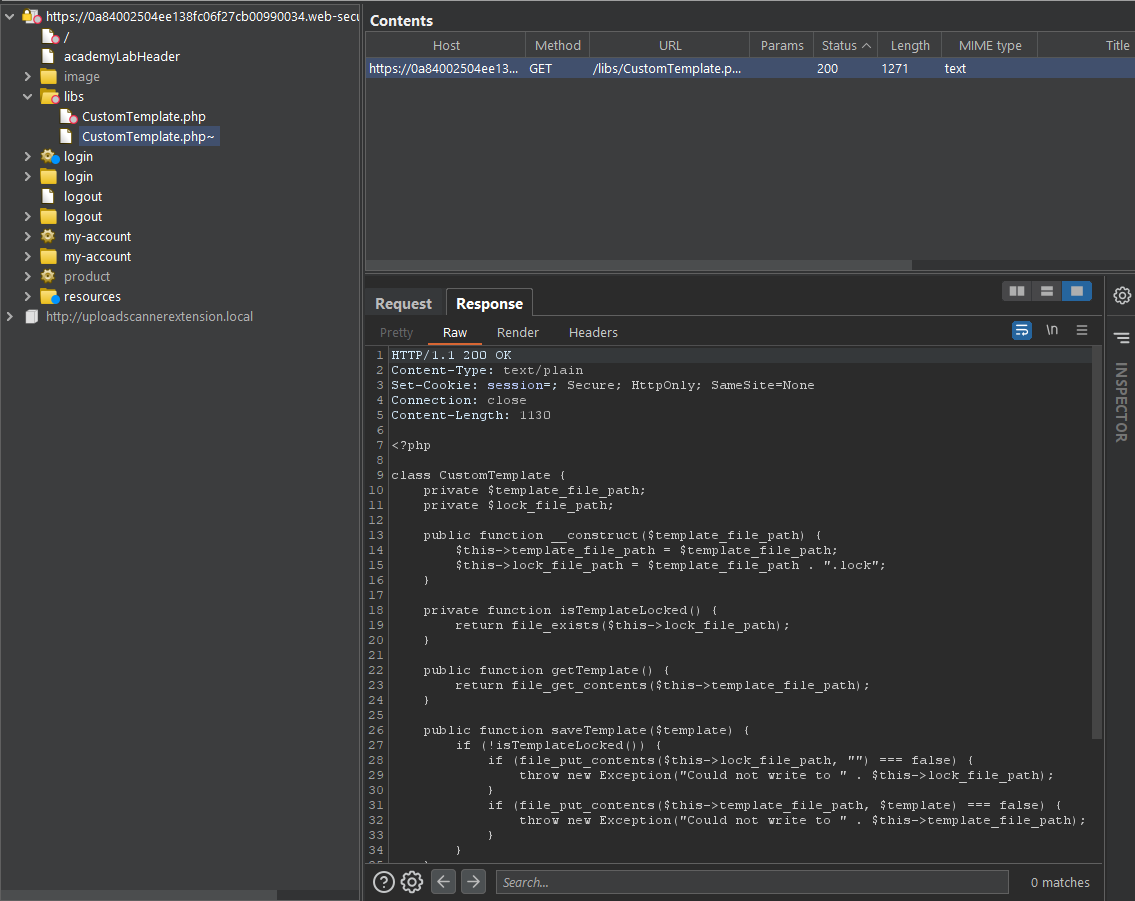 https://0a84002504ee138fc06f27cb00990034.web-secu
/
academyLabHeader
image
libs
CustomTemplate.php
CustomTemplate.php~
login
login
logout
logout
my-account
my-account
product
resources
http://uploadscannerextension.local
Contents
Host Method URL Params Status Length MIME type Title
https://0a84002504ee13... GET /libs/CustomTemplate.p... 200 1271 text
Request Response
Pretty Raw Render Headers \n
INSPECTOR
1 HTTP/1.1 200 OK
2 Content-Type: text/plain
3 Set-Cookie: session=; Secure; HttpOnly; SameSite=None
4 Connection: close
5 Content-Length: 1130
6
7 <?php
8
9 class CustomTemplate {
10     private $template_file_path;
11     private $lock_file_path;
12
13     public function __construct($template_file_path) {
14         $this->template_file_path = $template_file_path;
15         $this->lock_file_path = $template_file_path . ".lock";
16     }
17
18     private function isTemplateLocked() {
19         return file_exists($this->lock_file_path);
20     }
21
22     public function getTemplate() {
23         return file_get_contents($this->template_file_path);
24     }
25
26     public function saveTemplate($template) {
27         if (!isTemplateLocked()) {
28             if (file_put_contents($this->lock_file_path, "") === false) {
29                 throw new Exception("Could not write to " . $this->lock_file_path);
30             }
31             if (file_put_contents($this->template_file_path, $template) === false) {
32                 throw new Exception("Could not write to " . $this->template_file_path);
33             }
34         }
Search...
0 matches